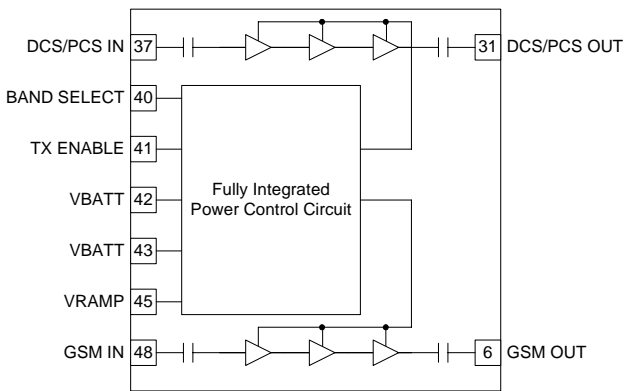 DCS/PCS IN 37
31 DCS/PCS OUT
BAND SELECT 40
TX ENABLE 41
VBATT 42
Fully Integrated
Power Control Circuit
VBATT 43
VRAMP 45
GSM IN 48
6 GSM OUT